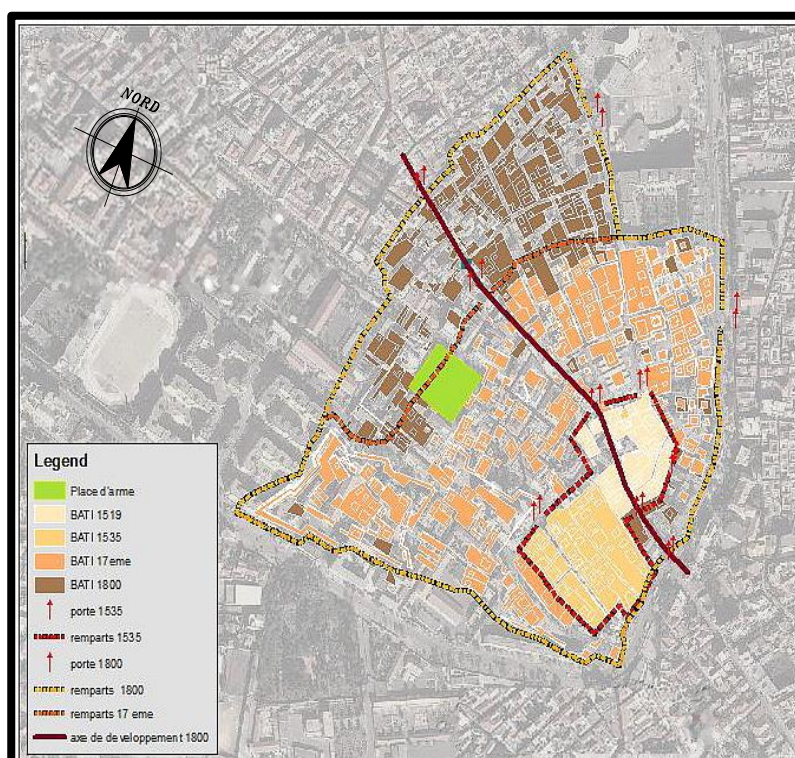 NORD
Legend
Place d'arme
BATI 1519
BATI 1535
BATI 17eme
BATI 1800
porte 1535
remparts 1535
porte 1800
remparts 1800
remparts 17 eme
axe de developpement 1800